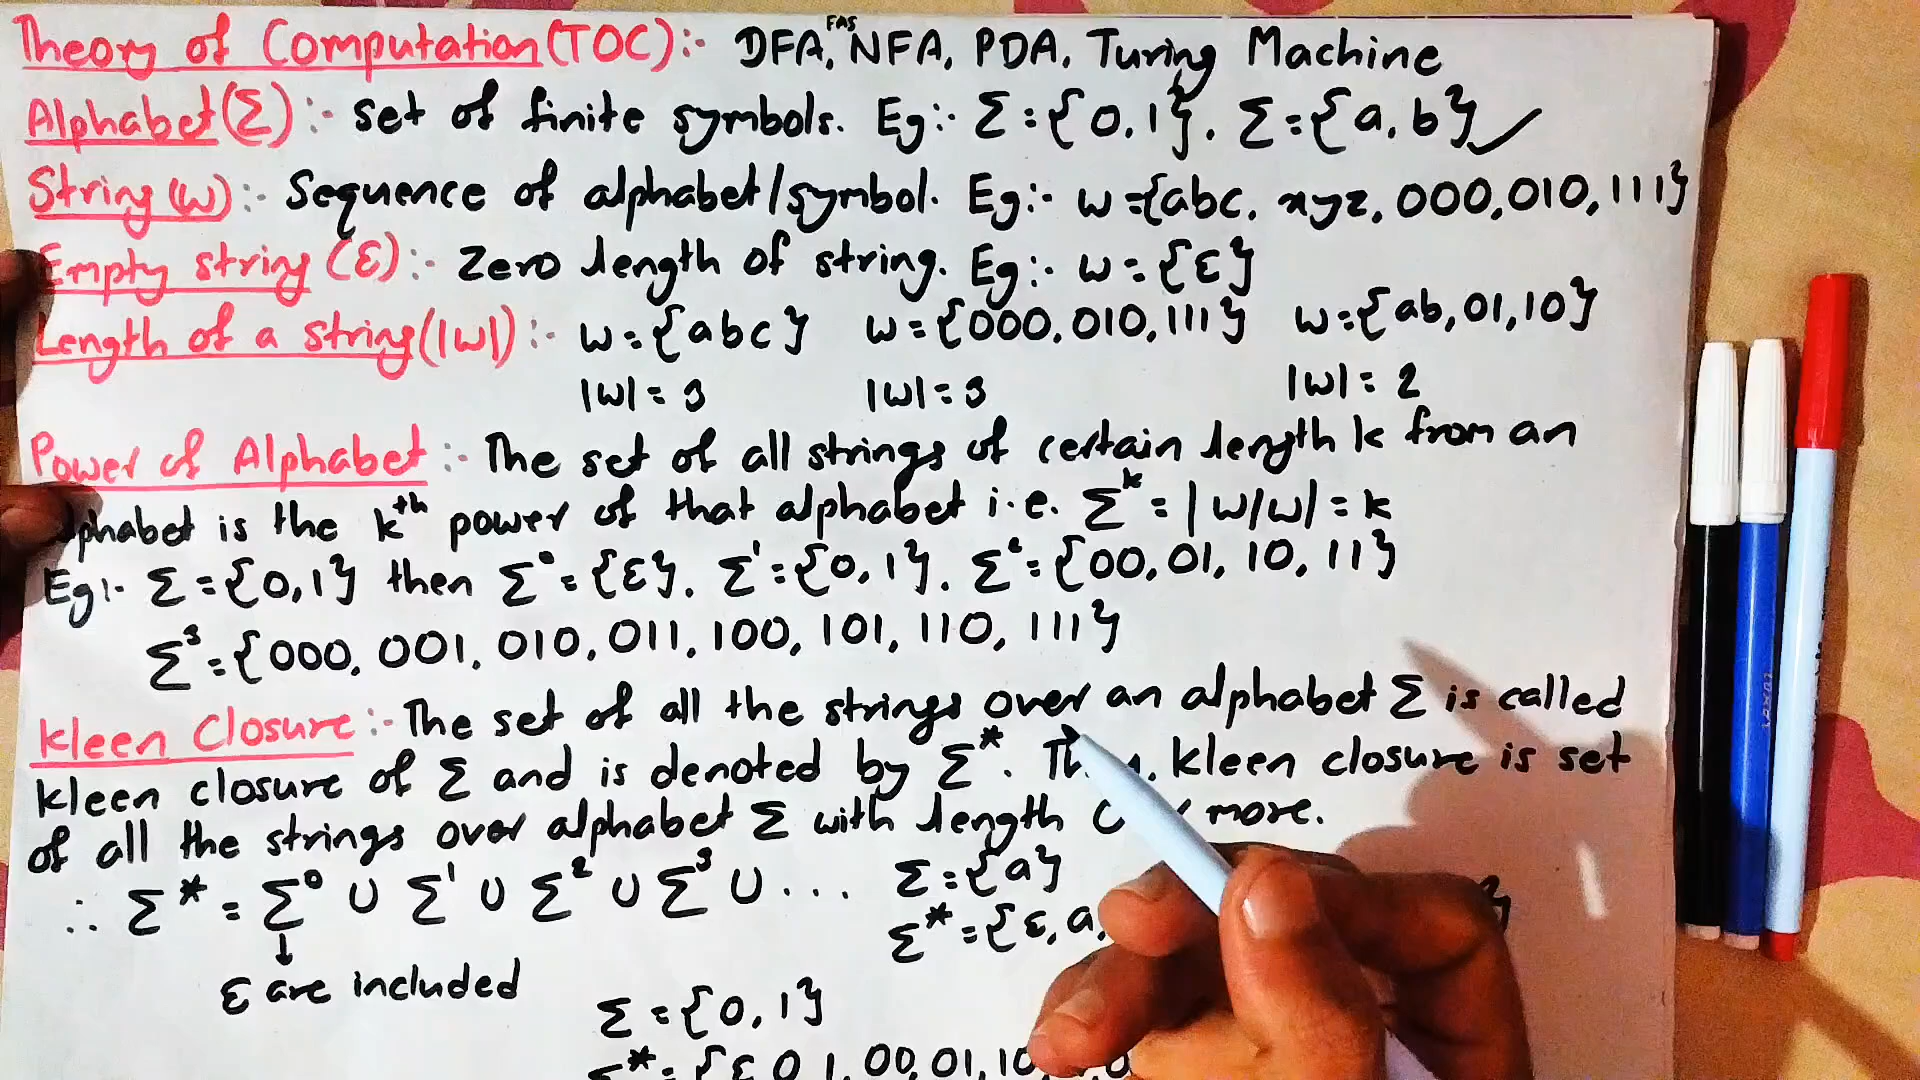 Theory of Computation(TOC):- DFA, FAS NFA, PDA, Turing Machine
Alphabet(Σ):- set of finite symbols. Eg:- Σ={0,1}, Σ={a,b}
String(w):- Sequence of alphabet/symbol. Eg:- w={abc, xyz, 000,010,111}
Empty string (ε):- Zero length of string. Eg:- w={ε}
Length of a string(|w|):- w={abc} w={000,010,111} w={ab,01,10}
|w|=3 |w|=3 |w|=2
Power of Alphabet:- The set of all strings of certain length k from an
alphabet is the kᵗʰ power of that alphabet i.e. Σᵏ=|w/w|=k
Eg:- Σ={0,1} then Σ⁰={ε}, Σ¹={0,1}, Σ²={00,01,10,11}
Σ³={000,001,010,011,100,101,110,111}
Kleen Closure:- The set of all the strings over an alphabet Σ is called
kleen closure of Σ and is denoted by Σ*. kleen closure is set
of all the strings over alphabet Σ with length more.
∴ Σ* = Σ⁰ ∪ Σ¹ ∪ Σ² ∪ Σ³ ∪ ... Σ={a}
Σ*={ε,a,
ε are included
Σ={0,1}
Σ*={ε,0,1,00,01,10